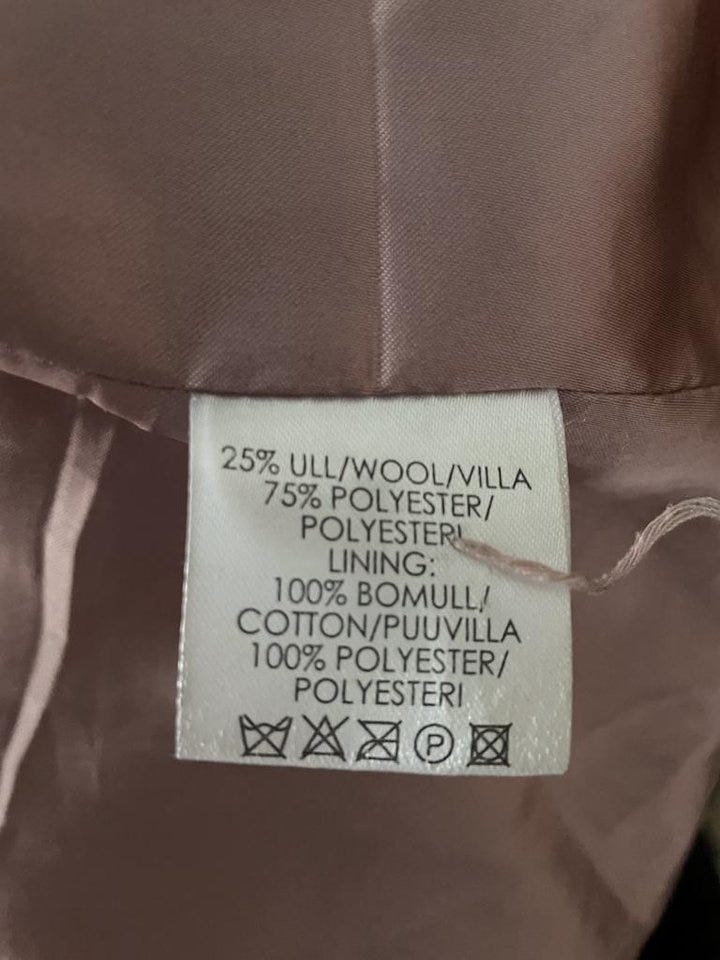 25% ULL/WOOL/VILLA
75% POLYESTER/
POLYESTERI
LINING:
100% BOMULL/
COTTON/PUUVILLA
100% POLYESTER/
POLYESTERI
P